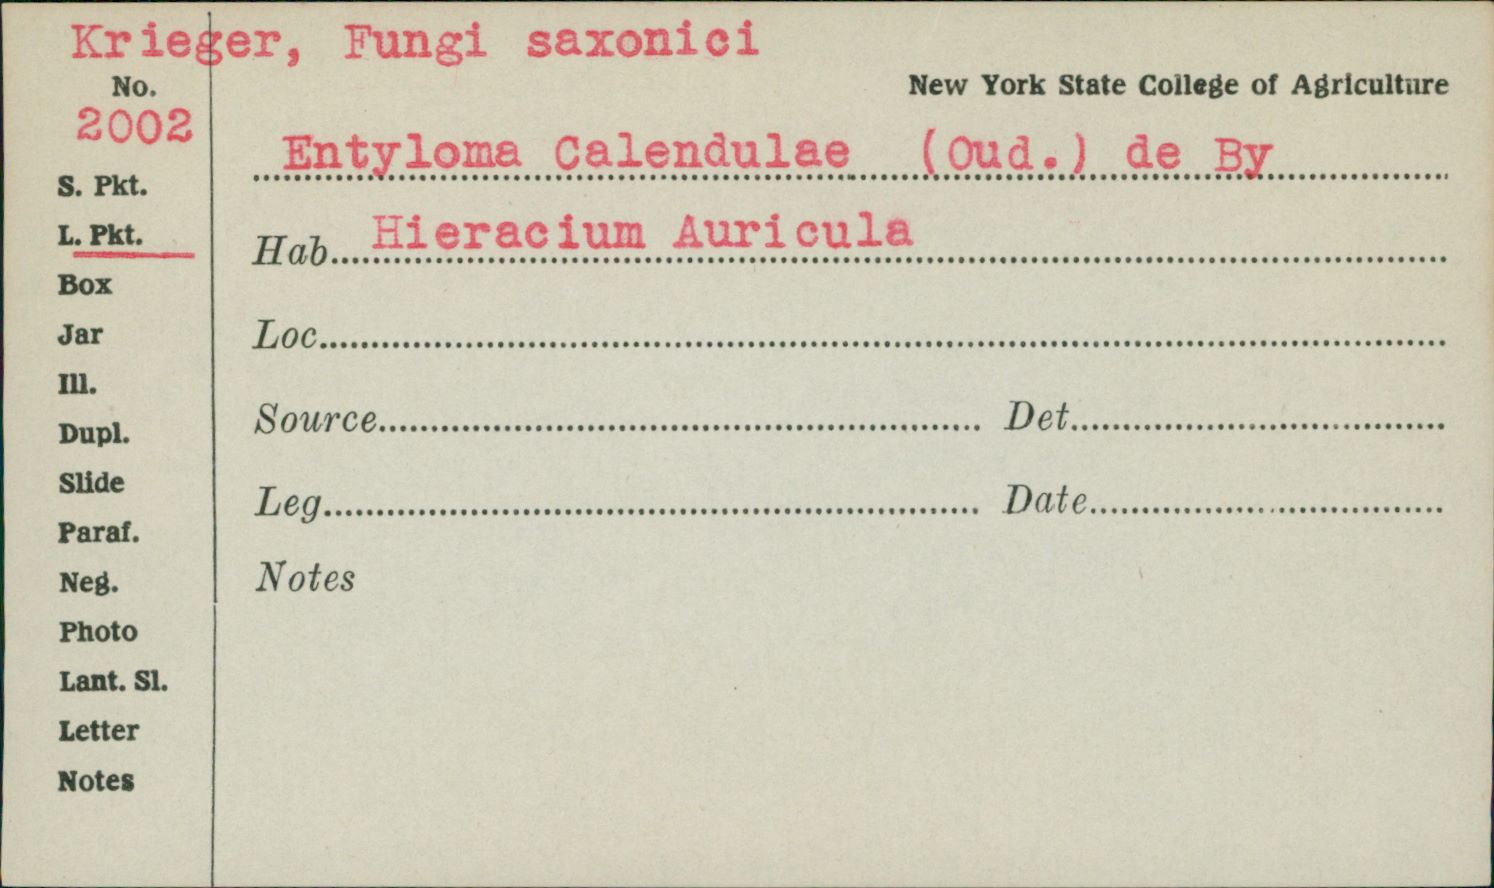 Krieger, Fungi saxonici
No.
2002
New York State College of Agriculture
Entyloma Calendulae (Oud.) de By
S. Pkt.
L. Pkt.
Hab. Hieracium Auricula
Box
Jar
Loc.
Ill.
Dupl.
Source Det.
Slide
Leg. Date
Paraf.
Neg.
Notes
Photo
Lant. Sl.
Letter
Notes